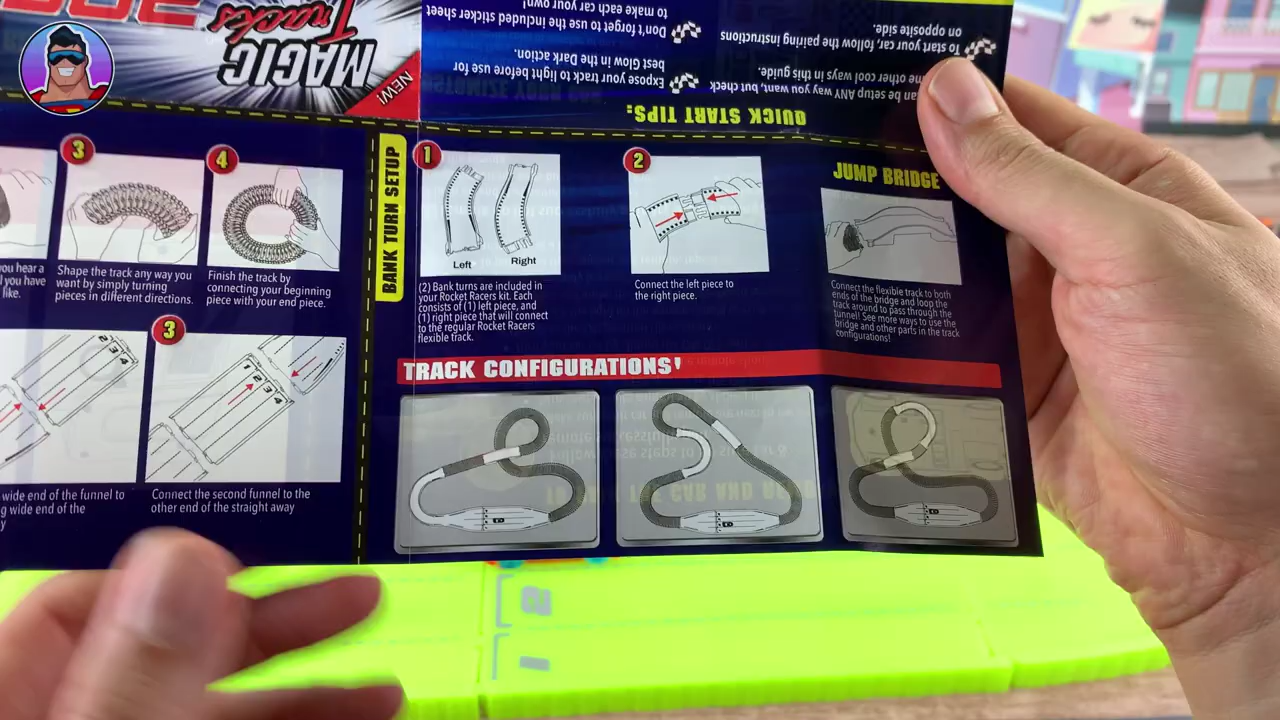 MAGIC
Tracks
NEW!
to make each car your own!
Don't forget to use the included sticker sheet
best Glow in the Dark action.
Expose your track to light before use for
on opposite side.
To start your car, follow the pairing instructions
cool ways in this guide.
can be setup ANY way you want, but check
QUICK START TIPS:
3
4
you hear a
you have
like.
Shape the track any way you
want by simply turning
pieces in different directions.
Finish the track by
connecting your beginning
piece with your end piece.
3
1 2 3 4
wide end of the funnel to
wide end of the
Connect the second funnel to the
other end of the straight away
BANK TURN SETUP
1
Left
Right
(2) Bank turns are included in
your Rocket Racers kit. Each
consists of (1) left piece, and
(1) right piece that will connect
to the regular Rocket Racers
flexible track.
2
Connect the left piece to
the right piece.
JUMP BRIDGE
Connect the flexible track to both
ends of the bridge and loop the
track around to pass through the
tunnel! See more ways to use the
bridge and other parts in the track
configurations!
TRACK CONFIGURATIONS
2
1